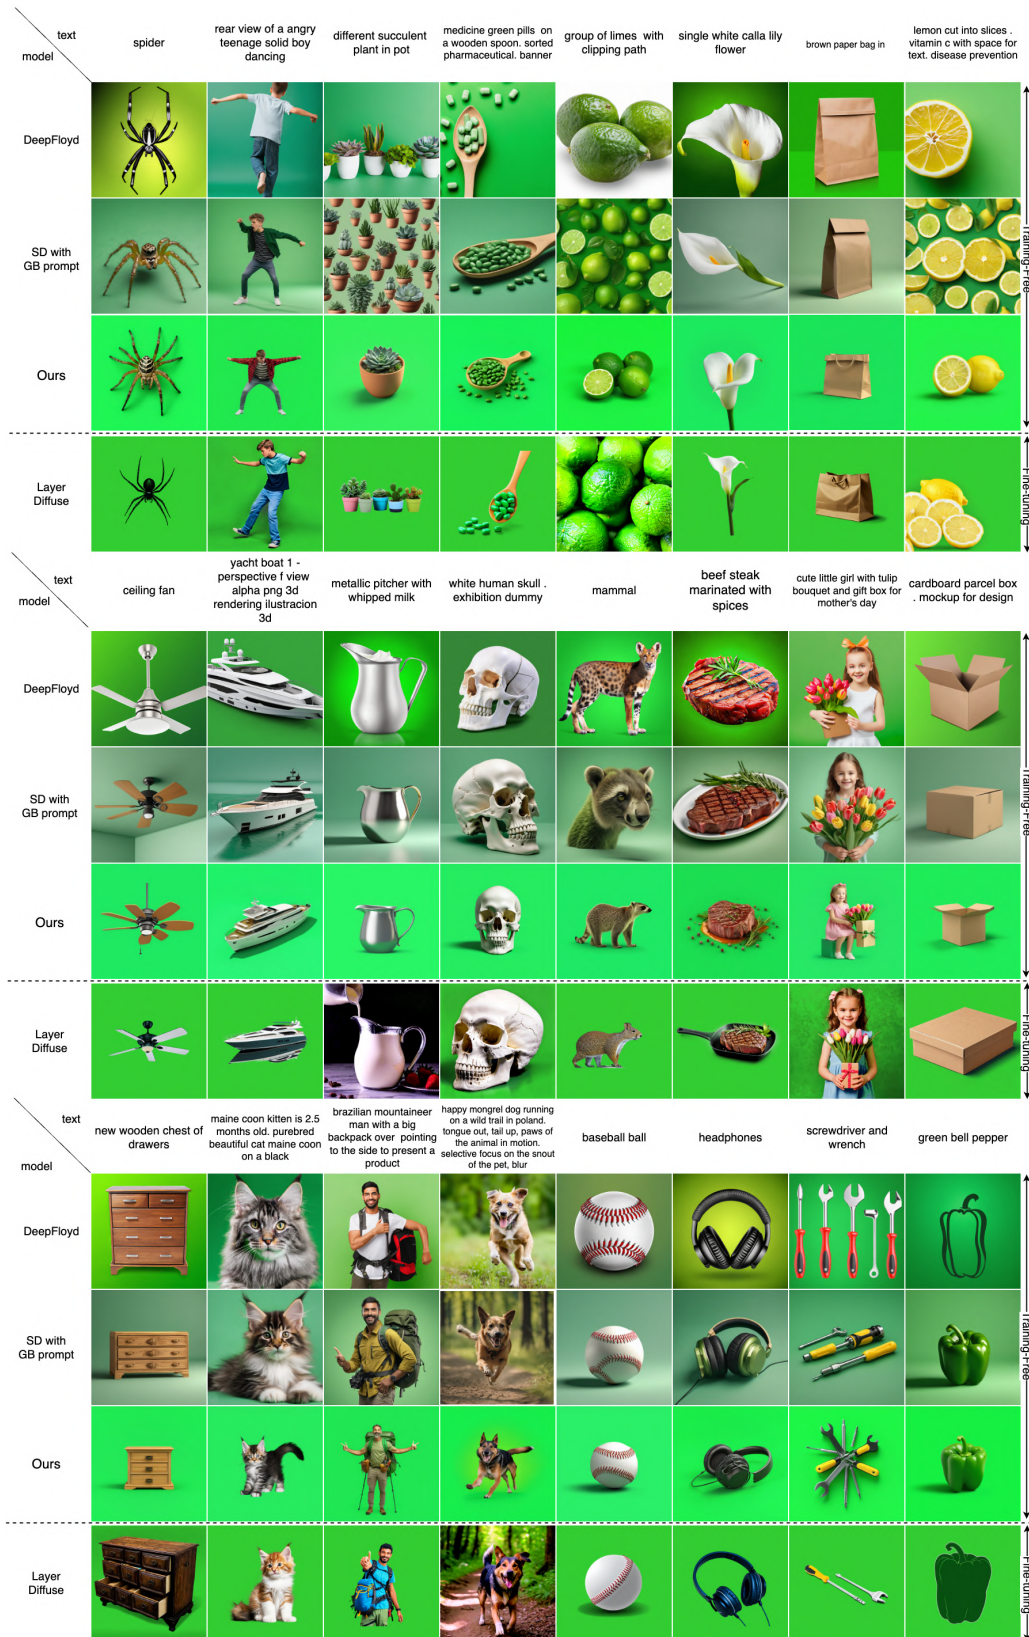 text
model
spider
rear view of a angry
teenage solid boy
dancing
different succulent
plant in pot
medicine green pills on
a wooden spoon. sorted
pharmaceutical. banner
group of limes with
clipping path
single white calla lily
flower
brown paper bag in
lemon cut into slices .
vitamin c with space for
text. disease prevention
DeepFloyd
SD with
GB prompt
Ours
Training-Free
Layer
Diffuse
Fine-tuning
text
model
ceiling fan
yacht boat 1 -
perspective f view
alpha png 3d
rendering ilustracion
3d
metallic pitcher with
whipped milk
white human skull .
exhibition dummy
mammal
beef steak
marinated with
spices
cute little girl with tulip
bouquet and gift box for
mother's day
cardboard parcel box
. mockup for design
DeepFloyd
SD with
GB prompt
Ours
Training-Free
Layer
Diffuse
Fine-tuning
text
model
new wooden chest of
drawers
maine coon kitten is 2.5
months old. purebred
beautiful cat maine coon
on a black
brazilian mountaineer
man with a big
backpack over pointing
to the side to present a
product
happy mongrel dog running
on a wild trail in poland.
tongue out, tail up, paws of
the animal in motion.
selective focus on the snout
of the pet, blur
baseball ball
headphones
screwdriver and
wrench
green bell pepper
DeepFloyd
SD with
GB prompt
Ours
Training-Free
Layer
Diffuse
Fine-tuning